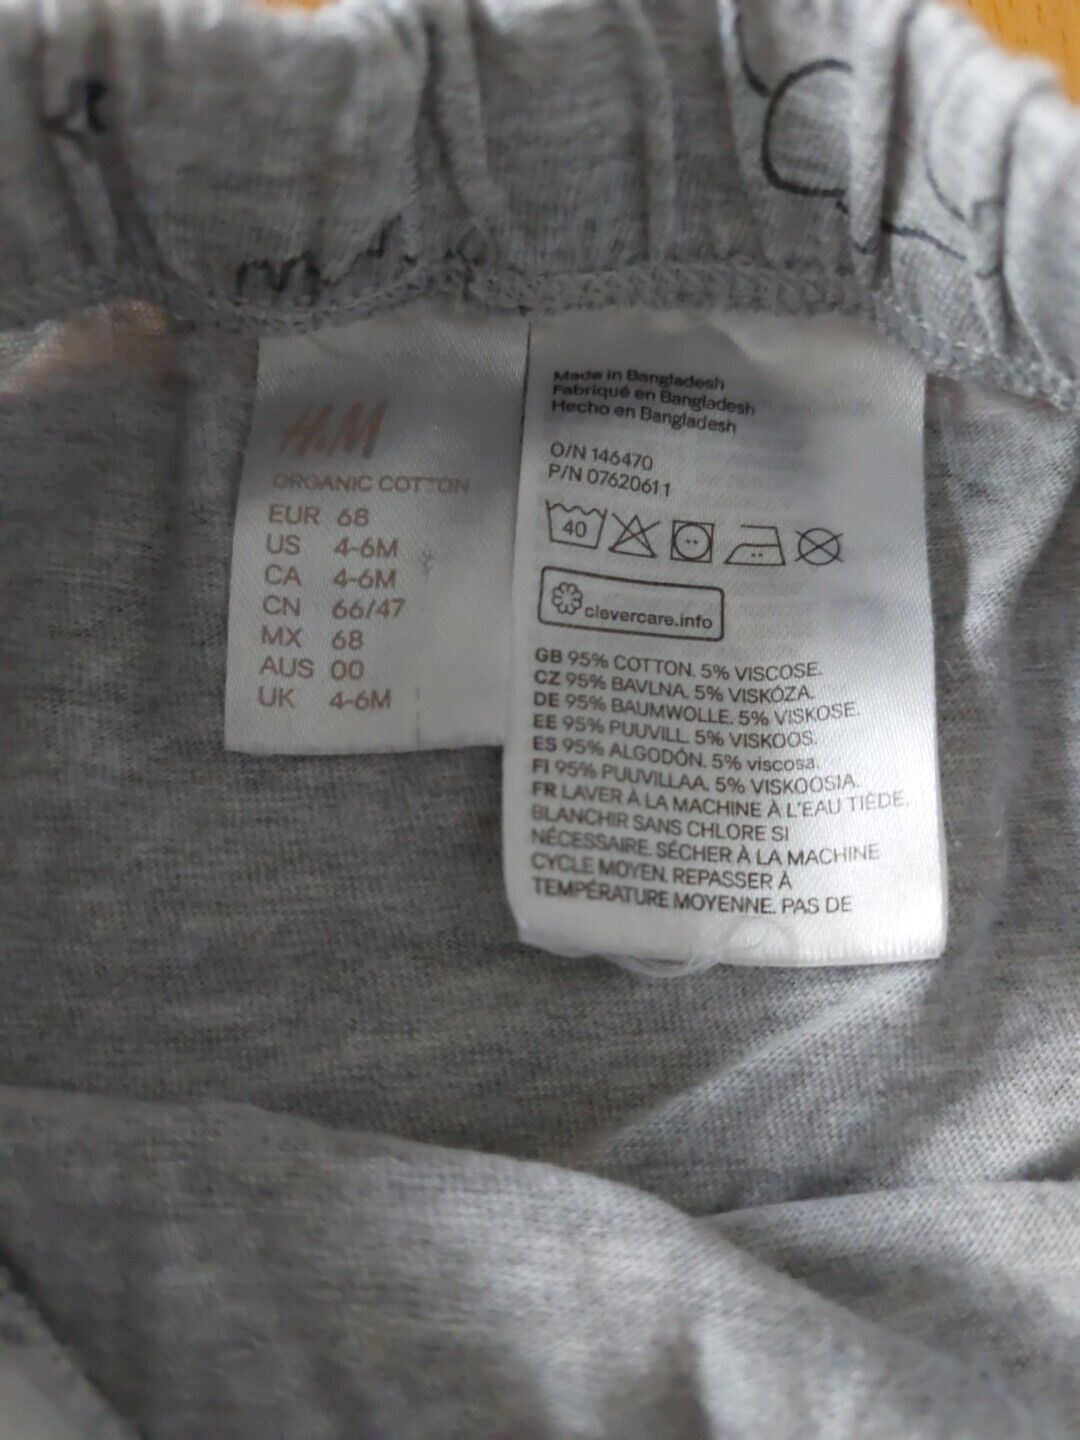 H&M
ORGANIC COTTON
EUR 68
US 4-6M
CA 4-6M
CN 66/47
MX 68
AUS 00
UK 4-6M
Made in Bangladesh
Fabriqué en Bangladesh
Hecho en Bangladesh
O/N 146470
P/N 07620611
40
clevercare.info
GB 95% COTTON. 5% VISCOSE.
CZ 95% BAVLNA. 5% VISKÓZA.
DE 95% BAUMWOLLE. 5% VISKOSE.
EE 95% PUUVILL. 5% VISKOOS.
ES 95% ALGODÓN. 5% viscosa.
FI 95% PUUVILLAA. 5% VISKOOSIA.
FR LAVER À LA MACHINE À L'EAU TIÈDE.
BLANCHIR SANS CHLORE SI
NÉCESSAIRE. SÉCHER À LA MACHINE
CYCLE MOYEN. REPASSER À
TEMPÉRATURE MOYENNE. PAS DE